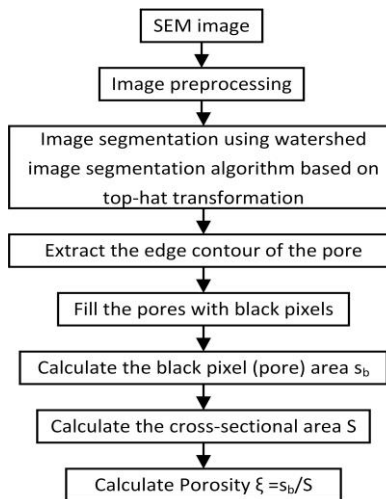 SEM image
Image preprocessing
Image segmentation using watershed
image segmentation algorithm based on
top-hat transformation
Extract the edge contour of the pore
Fill the pores with black pixels
Calculate the black pixel (pore) area s_b
Calculate the cross-sectional area S
Calculate Porosity ξ =s_b/S